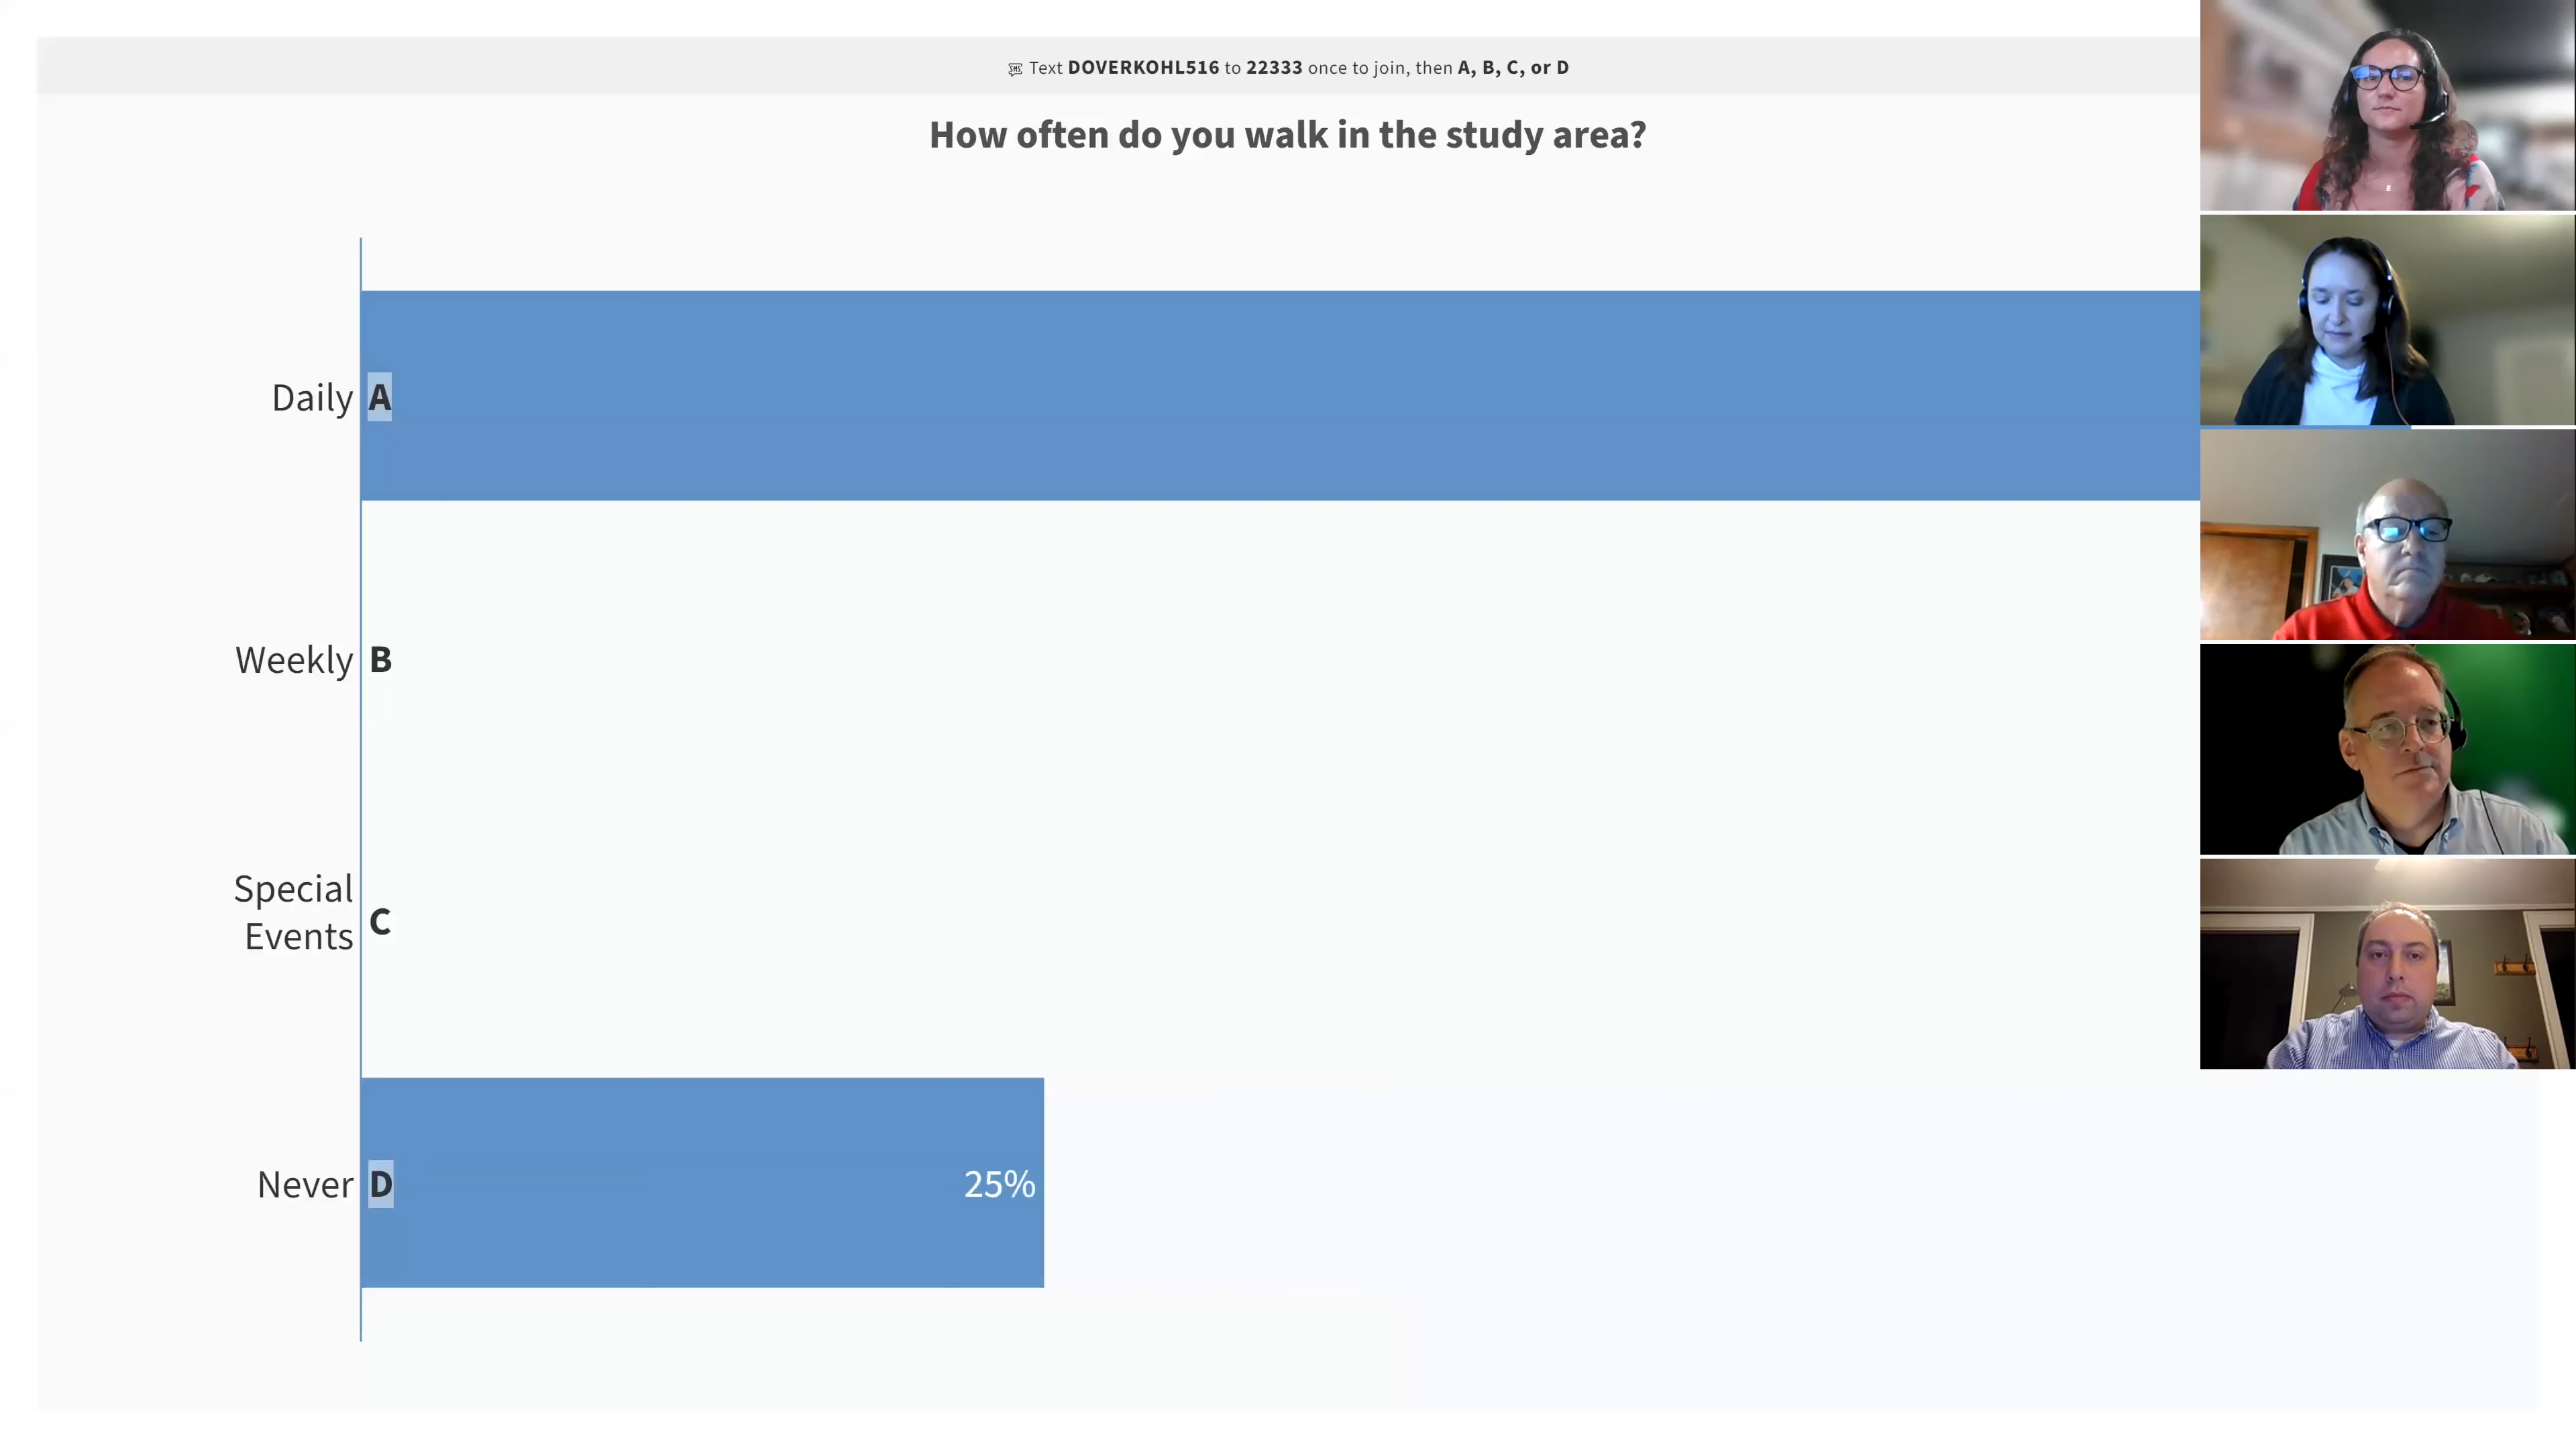 Text DOVERKOHL516 to 22333 once to join, then A, B, C, or D
How often do you walk in the study area?
Daily A
Weekly B
Special
Events
C
Never D
25%